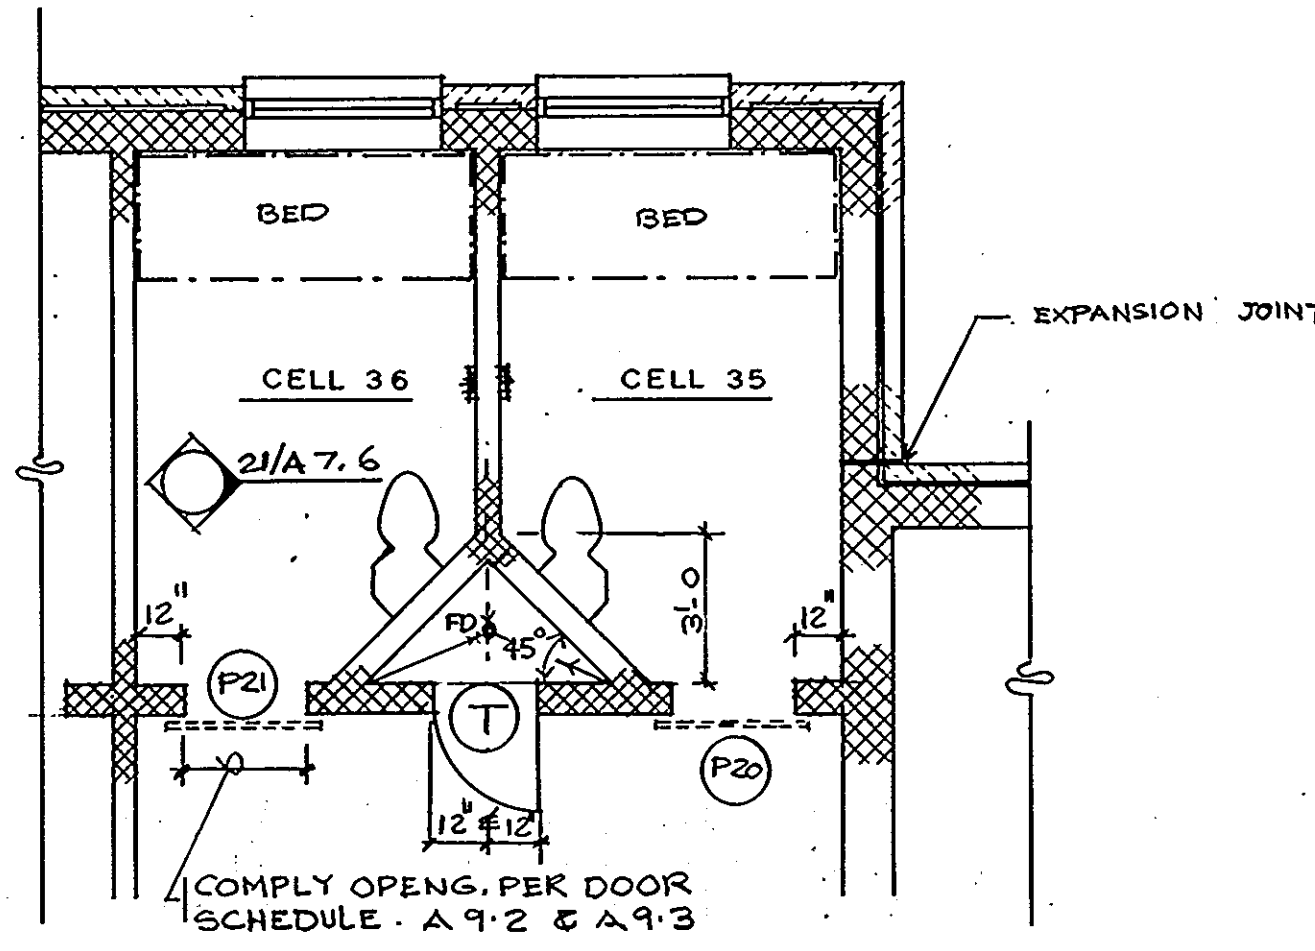 BED
BED
EXPANSION JOINT
CELL 36
CELL 35
21/A7.6
12"
FD
45°
3'-0
12"
P21
T
P20
12" ℄ 12"
COMPLY OPENG. PER DOOR
SCHEDULE. A9.2 & A9.3